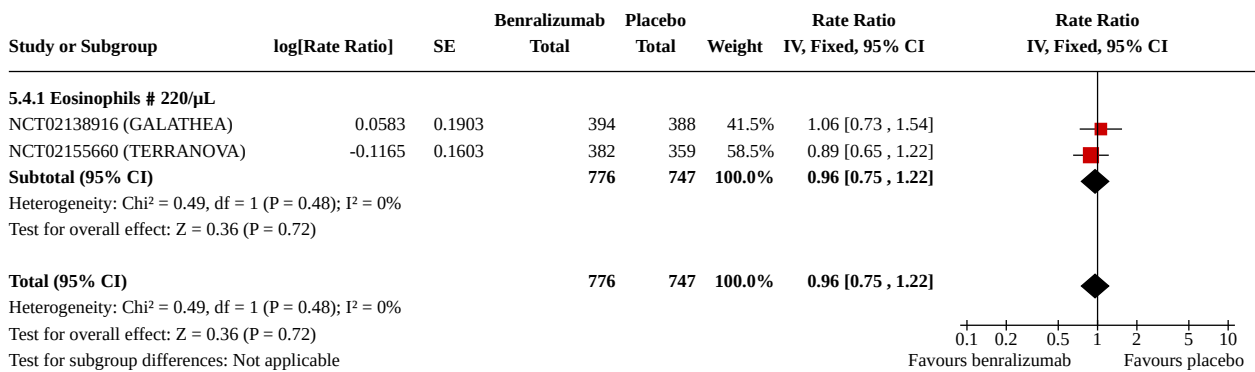 Benralizumab Placebo Rate Ratio Rate Ratio
Study or Subgroup log[Rate Ratio] SE Total Total Weight IV, Fixed, 95% CI IV, Fixed, 95% CI
5.4.1 Eosinophils # 220/µL
NCT02138916 (GALATHEA) 0.0583 0.1903 394 388 41.5% 1.06 [0.73 , 1.54]
NCT02155660 (TERRANOVA) -0.1165 0.1603 382 359 58.5% 0.89 [0.65 , 1.22]
Subtotal (95% CI) 776 747 100.0% 0.96 [0.75 , 1.22]
Heterogeneity: Chi² = 0.49, df = 1 (P = 0.48); I² = 0%
Test for overall effect: Z = 0.36 (P = 0.72)
Total (95% CI) 776 747 100.0% 0.96 [0.75 , 1.22]
Heterogeneity: Chi² = 0.49, df = 1 (P = 0.48); I² = 0%
Test for overall effect: Z = 0.36 (P = 0.72) 0.1 0.2 0.5 1 2 5 10
Test for subgroup differences: Not applicable Favours benralizumab Favours placebo